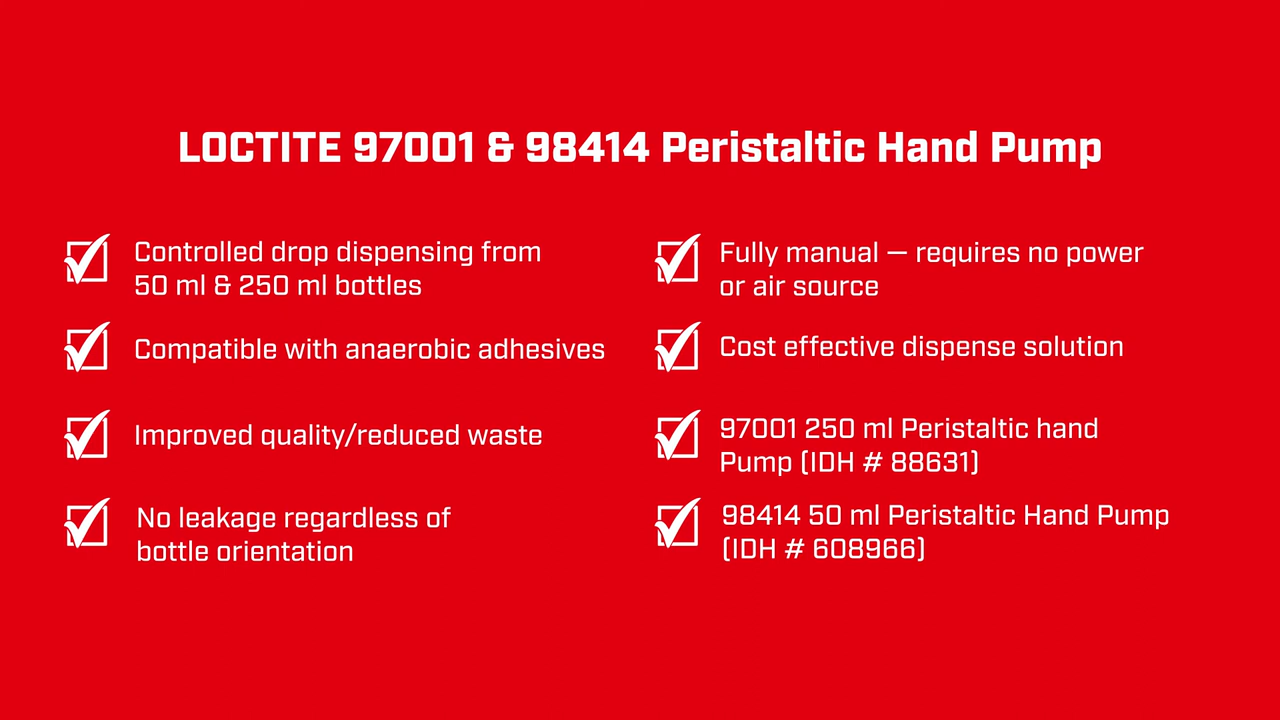 LOCTITE 97001 & 98414 Peristaltic Hand Pump
Controlled drop dispensing from
50 ml & 250 ml bottles
Compatible with anaerobic adhesives
Improved quality/reduced waste
No leakage regardless of
bottle orientation
Fully manual — requires no power
or air source
Cost effective dispense solution
97001 250 ml Peristaltic hand
Pump (IDH # 88631)
98414 50 ml Peristaltic Hand Pump
(IDH # 608966)